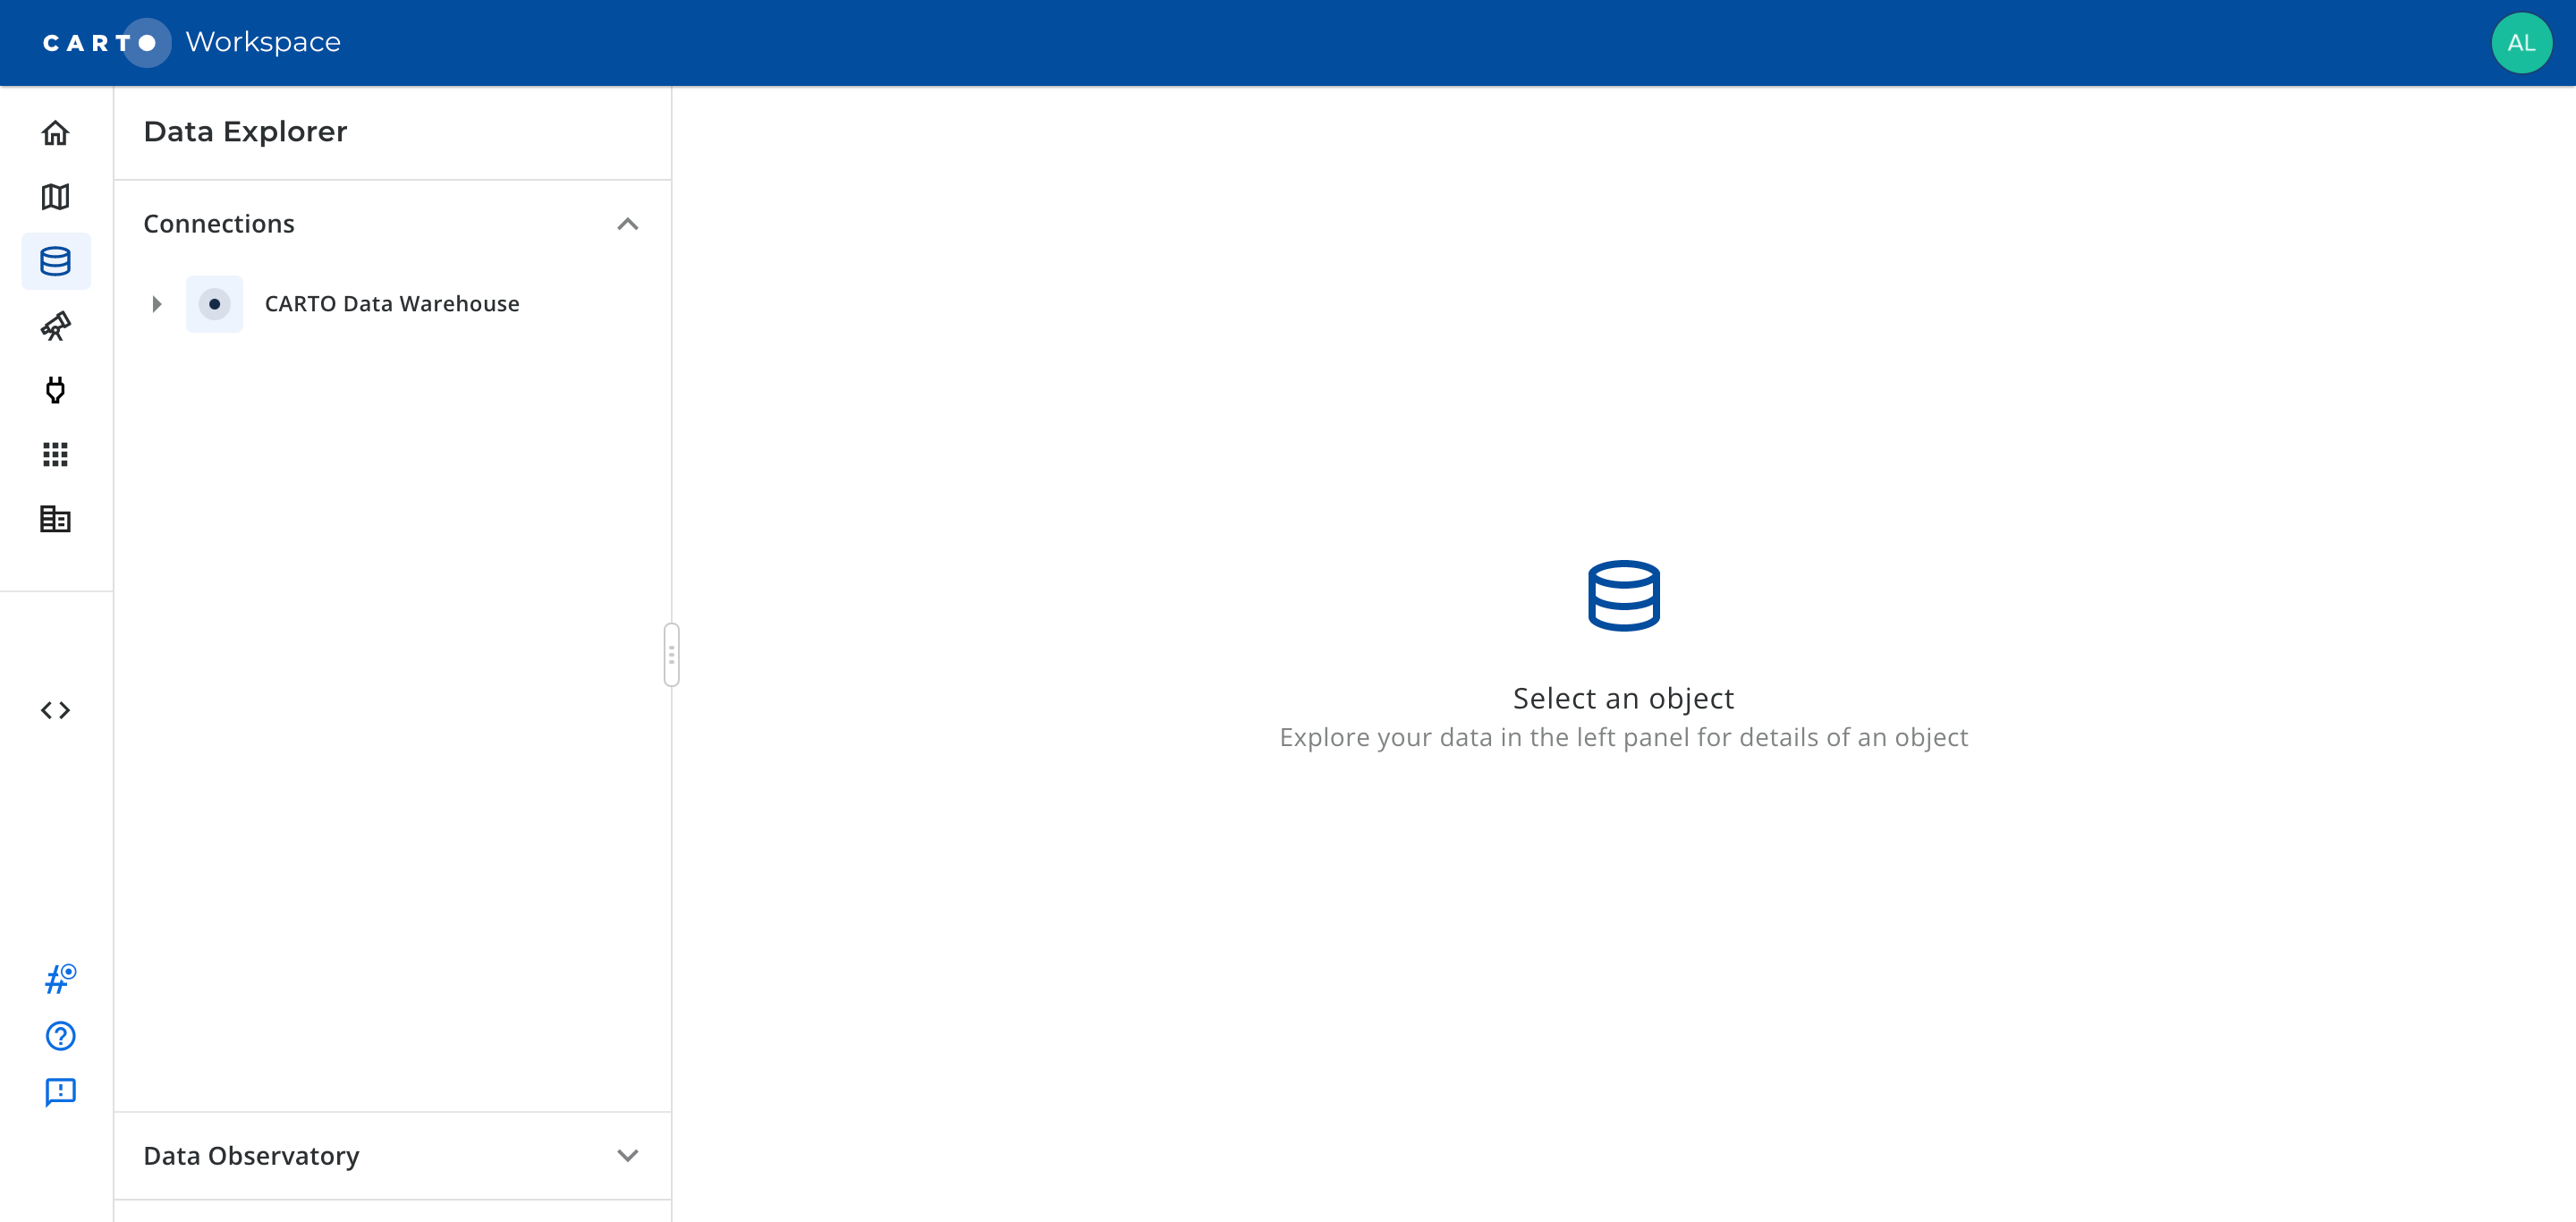 CARTO Workspace
AL
Data Explorer
Connections
CARTO Data Warehouse
Select an object
Explore your data in the left panel for details of an object
Data Observatory